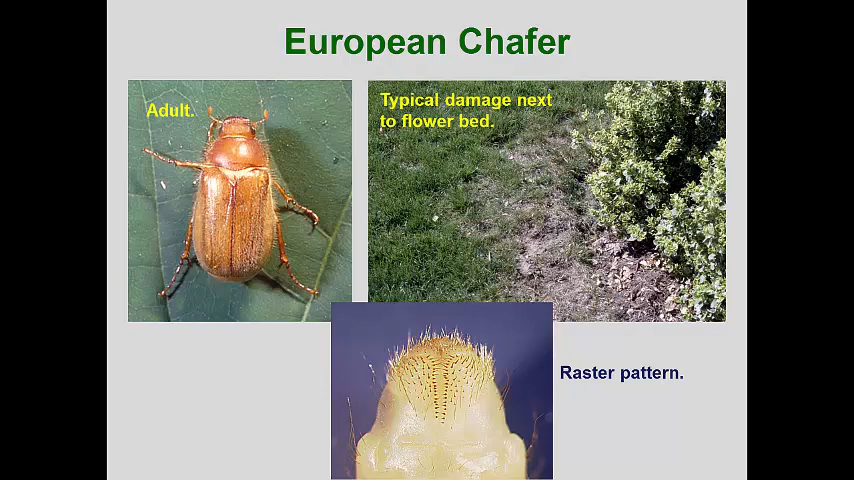 European Chafer
Adult.
Typical damage next
to flower bed.
Raster pattern.